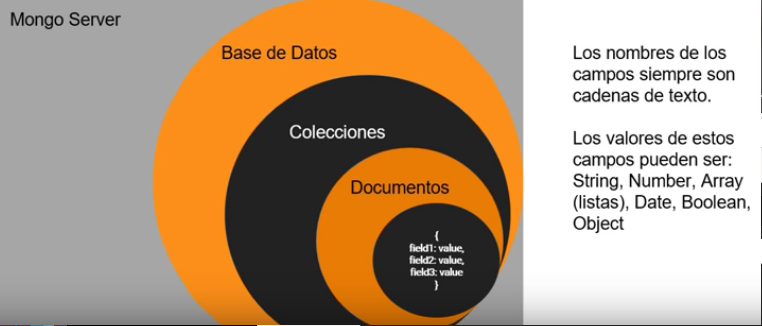 Mongo Server
Base de Datos
Colecciones
Documentos
{
field1: value,
field2: value,
field3: value
}
Los nombres de los
campos siempre son
cadenas de texto.
Los valores de estos
campos pueden ser:
String, Number, Array
(listas), Date, Boolean,
Object